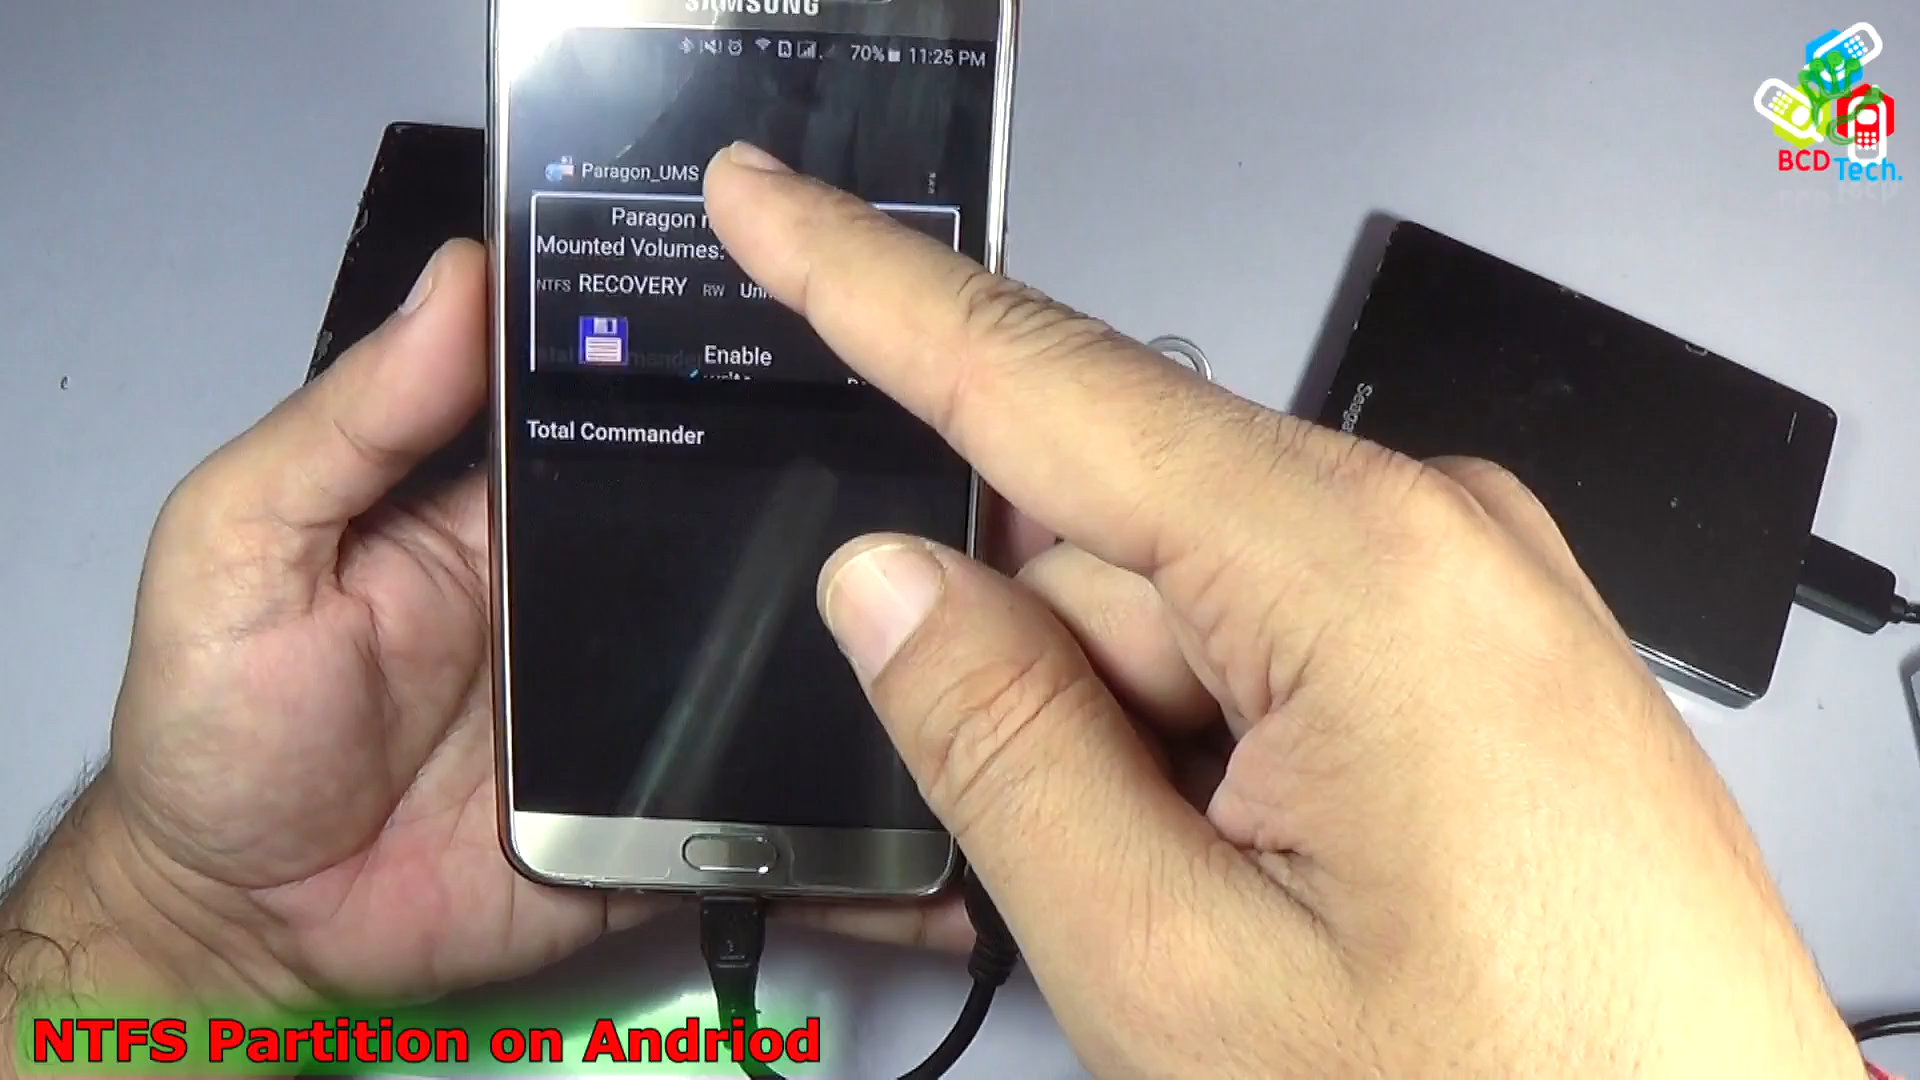 SAMSUNG
70% 11:25 PM
Paragon_UMS
Paragon
Mounted Volumes:
NTFS RECOVERY RW
Enable
Total Commander
BCD
Tech.
NTFS Partition on Andriod